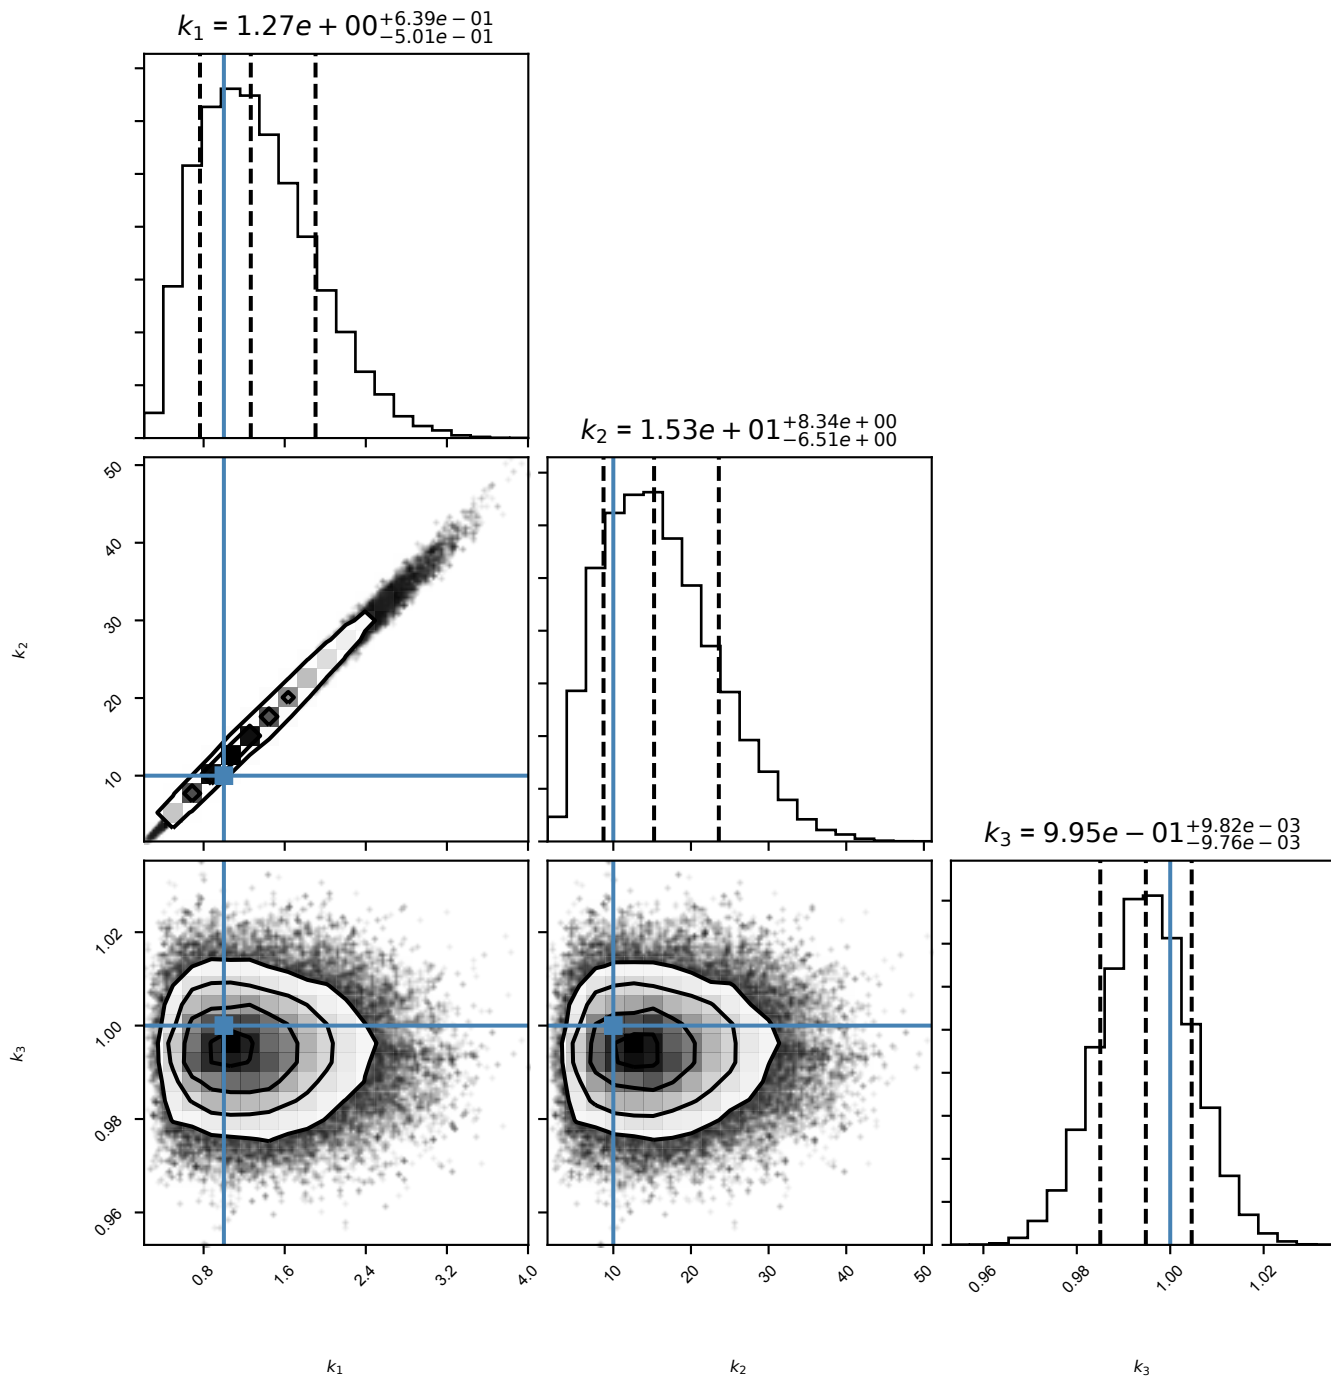 k₁ = 1.27e + 00 +6.39e − 01 −5.01e − 01
k₂ = 1.53e + 01 +8.34e + 00 −6.51e + 00
k₃ = 9.95e − 01 +9.82e − 03 −9.76e − 03
50
40
30
20
10
k₂
1.02
1.00
0.98
0.96
k₃
0.8 1.6 2.4 3.2 4.0
10 20 30 40 50
0.96 0.98 1.00 1.02
k₁ k₂ k₃